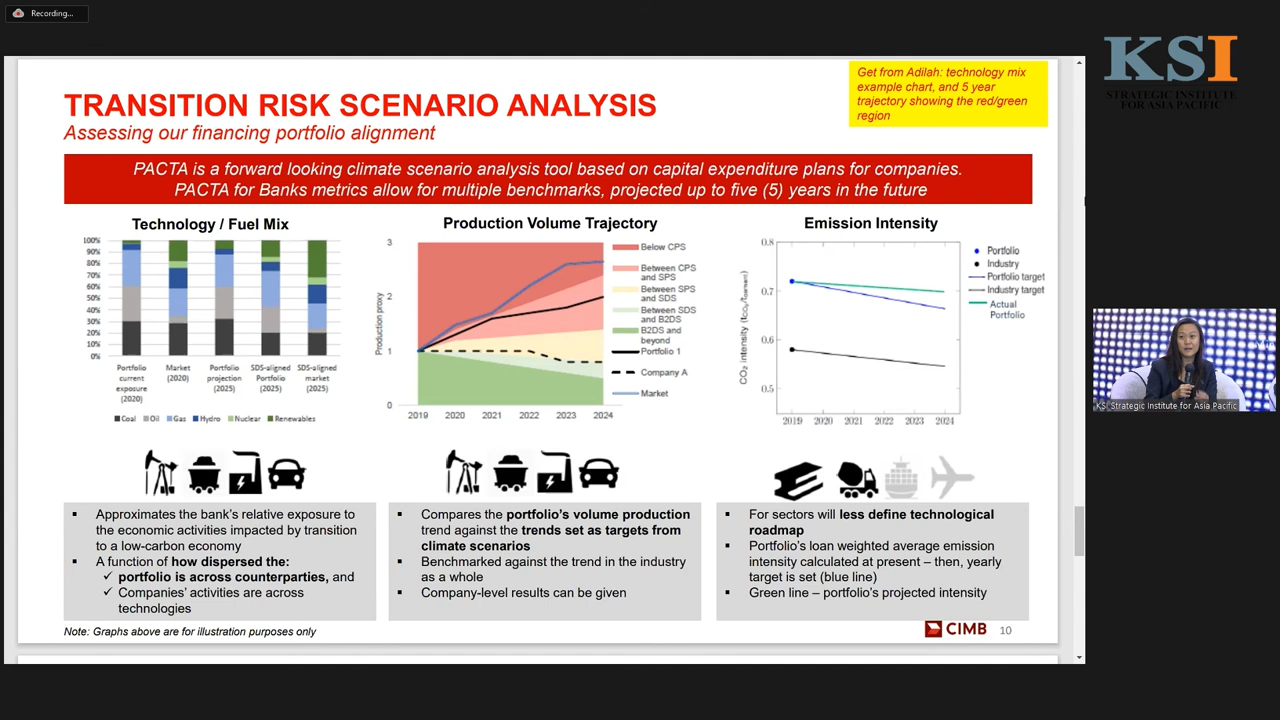 Recording...
KSI
STRATEGIC INSTITUTE
FOR ASIA PACIFIC
Get from Adilah: technology mix
example chart, and 5 year
trajectory showing the red/green
region
TRANSITION RISK SCENARIO ANALYSIS
Assessing our financing portfolio alignment
PACTA is a forward looking climate scenario analysis tool based on capital expenditure plans for companies.
PACTA for Banks metrics allow for multiple benchmarks, projected up to five (5) years in the future
Technology / Fuel Mix
100%
90%
80%
70%
60%
50%
40%
30%
20%
10%
0%
Portfolio
current
exposure
(2020)
Market
(2020)
Portfolio
projection
(2025)
SDS-aligned
Portfolio
(2025)
SDS-aligned
market
(2025)
Coal Oil Gas Hydro Nuclear Renewables
Production Volume Trajectory
Production proxy
3
2
1
0
2019 2020 2021 2022 2023 2024
Below CPS
Between CPS
and SPS
Between SPS
and SDS
Between SDS
and B2DS
B2DS and
beyond
Portfolio 1
Company A
Market
Emission Intensity
CO₂ intensity (tCO₂/tcement)
0.8
0.7
0.6
0.5
2019 2020 2021 2022 2023 2024
Portfolio
Industry
Portfolio target
Industry target
Actual
Portfolio
▪ Approximates the bank's relative exposure to
the economic activities impacted by transition
to a low-carbon economy
▪ A function of how dispersed the:
✓ portfolio is across counterparties, and
✓ Companies' activities are across
technologies
▪ Compares the portfolio's volume production
trend against the trends set as targets from
climate scenarios
▪ Benchmarked against the trend in the industry
as a whole
▪ Company-level results can be given
▪ For sectors will less define technological
roadmap
▪ Portfolio's loan weighted average emission
intensity calculated at present – then, yearly
target is set (blue line)
▪ Green line – portfolio's projected intensity
Note: Graphs above are for illustration purposes only
CIMB
10
KSI Strategic Institute for Asia Pacific